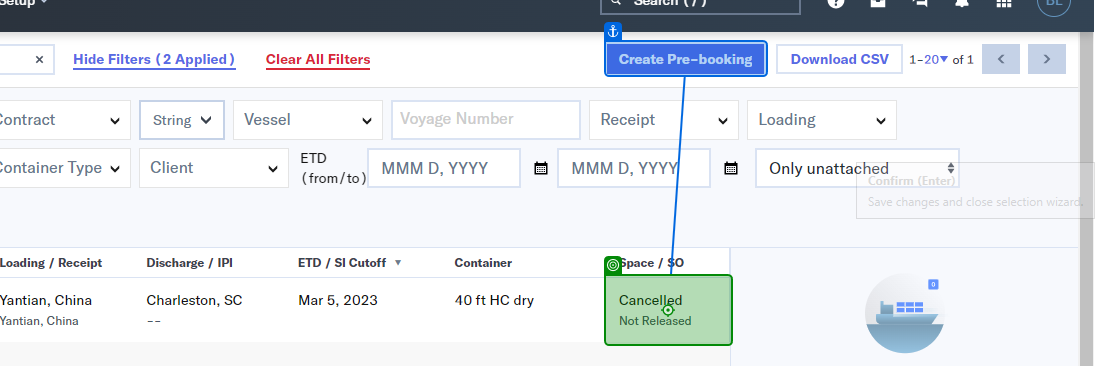 Setup
Search ( / )
BL
×
Hide Filters ( 2 Applied )
Clear All Filters
Create Pre-booking
Download CSV
1-20 of 1
Contract
String
Vessel
Voyage Number
Receipt
Loading
Container Type
Client
ETD
(from/to)
MMM D, YYYY
MMM D, YYYY
Only unattached
Confirm (Enter)
Save changes and close selection wizard.
Loading / Receipt
Discharge / IPI
ETD / SI Cutoff
Container
Space / SO
Yantian, China
Charleston, SC
Mar 5, 2023
40 ft HC dry
Cancelled
Yantian, China
--
Not Released
0